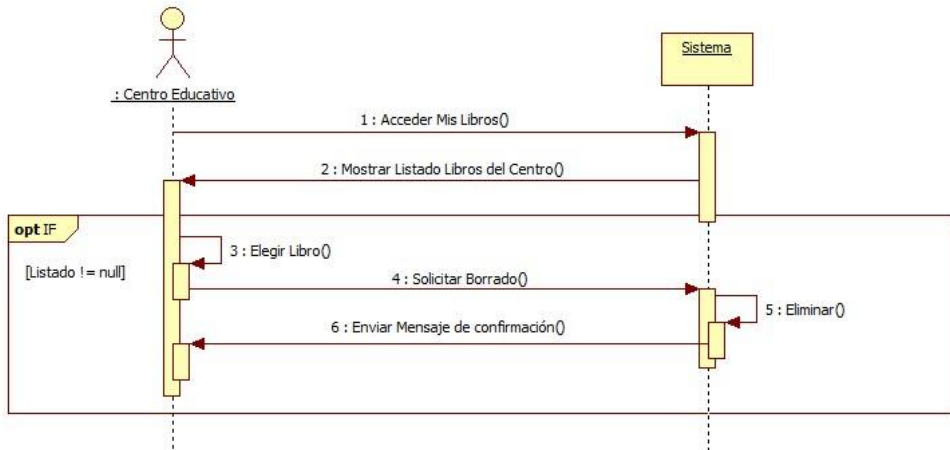 Sistema
: Centro Educativo
1 : Acceder Mis Libros()
2 : Mostrar Listado Libros del Centro()
opt IF
[Listado != null]
3 : Elegir Libro()
4 : Solicitar Borrado()
5 : Eliminar()
6 : Enviar Mensaje de confirmación()